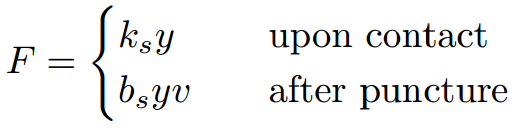 F = { k_s y upon contact
b_s y v after puncture